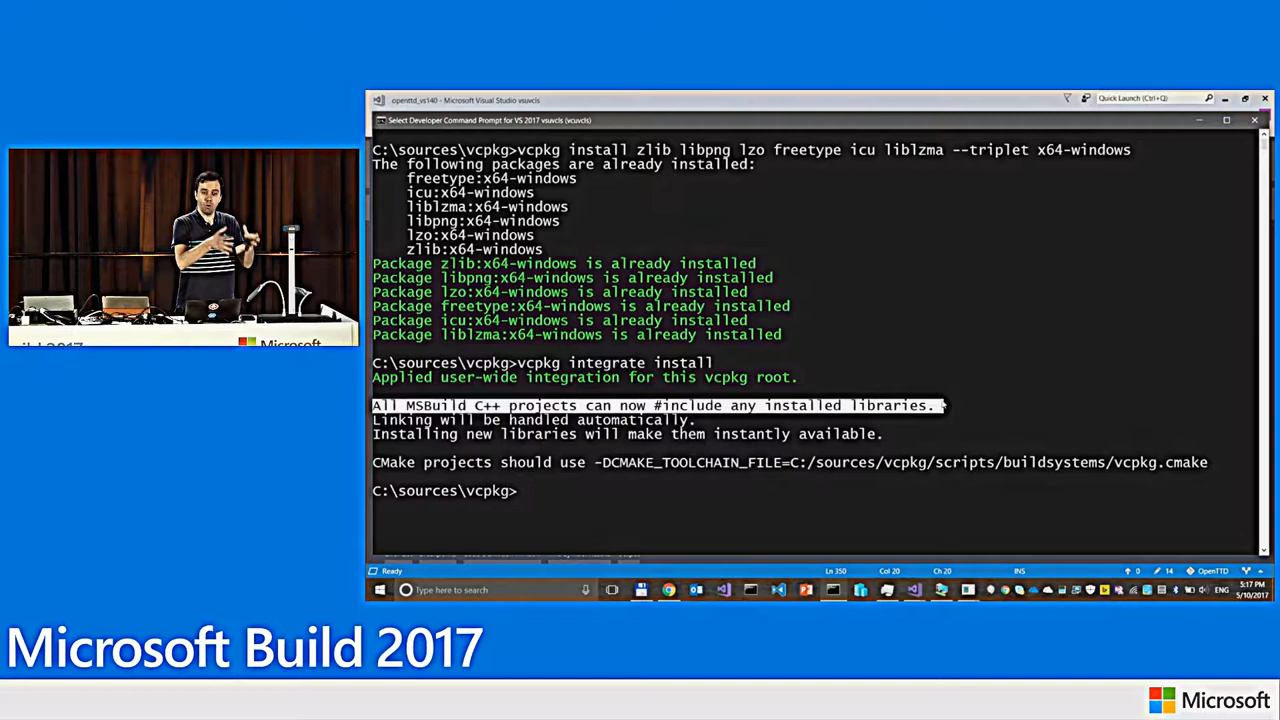 openttd_vs140 - Microsoft Visual Studio vsuvcls
Quick Launch (Ctrl+Q)
Select Developer Command Prompt for VS 2017 vsuvcls (vcuvcls)
C:\sources\vcpkg>vcpkg install zlib libpng lzo freetype icu liblzma --triplet x64-windows
The following packages are already installed:
freetype:x64-windows
icu:x64-windows
liblzma:x64-windows
libpng:x64-windows
lzo:x64-windows
zlib:x64-windows
Package zlib:x64-windows is already installed
Package libpng:x64-windows is already installed
Package lzo:x64-windows is already installed
Package freetype:x64-windows is already installed
Package icu:x64-windows is already installed
Package liblzma:x64-windows is already installed
C:\sources\vcpkg>vcpkg integrate install
Applied user-wide integration for this vcpkg root.
All MSBuild C++ projects can now #include any installed libraries.
Linking will be handled automatically.
Installing new libraries will make them instantly available.
CMake projects should use -DCMAKE_TOOLCHAIN_FILE=C:/sources/vcpkg/scripts/buildsystems/vcpkg.cmake
C:\sources\vcpkg>
Ready Ln 350 Col 20 Ch 20 INS 0 14 OpenTTD
Type here to search
ENG
5:17 PM
5/10/2017
2017
Microsoft
Microsoft Build 2017
Microsoft